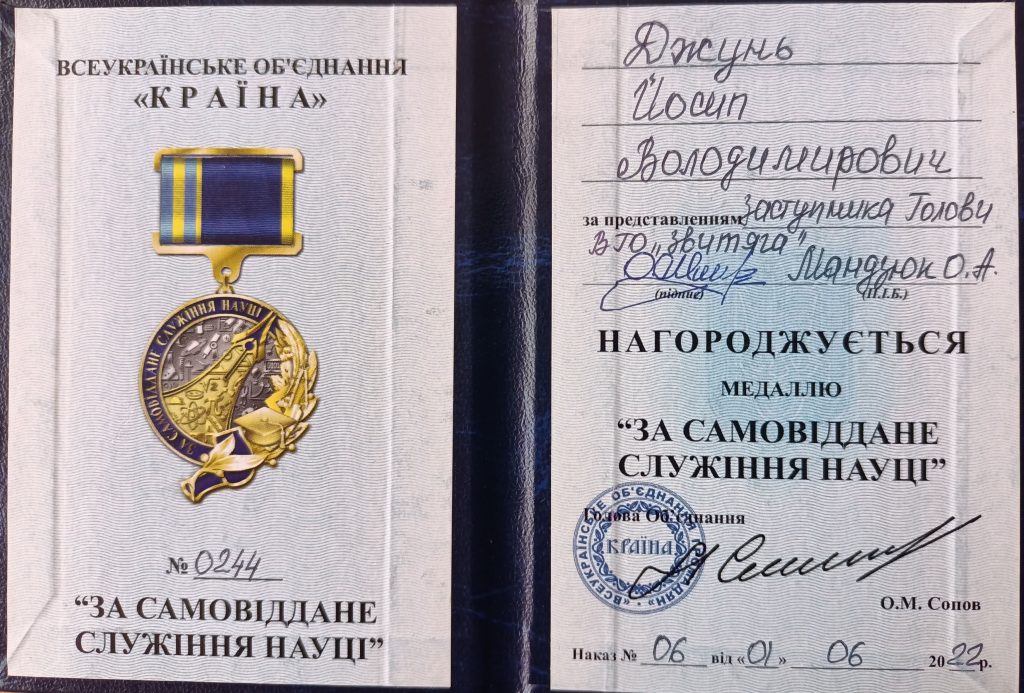 ВСЕУКРАЇНСЬКЕ ОБ'ЄДНАННЯ
«КРАЇНА»
ЗА САМОВІДДАНЕ СЛУЖІННЯ НАУЦІ
№ 0244
“ЗА САМОВІДДАНЕ
СЛУЖІННЯ НАУЦІ”
Джунь
Йосип
Володимирович
за представленням Заступника Голови
ВГО „Звитяга”
Мандзюк О.А.
(підпис) (П.І.Б.)
НАГОРОДЖУЄТЬСЯ
МЕДАЛЛЮ
“ЗА САМОВІДДАНЕ
СЛУЖІННЯ НАУЦІ”
Голова Об'єднання
ВСЕУКРАЇНСЬКЕ ОБ'ЄДНАННЯ ГРОМАДЯН
КРАЇНА
О.М. Сопов
Наказ № 06 від «01» 06 2022р.